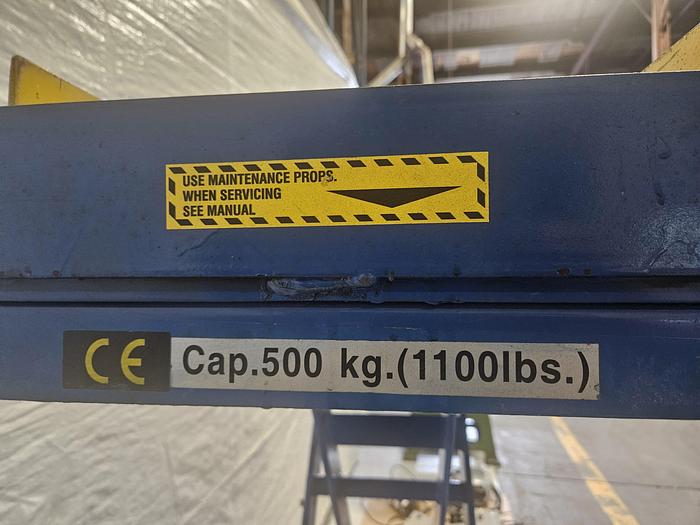 USE MAINTENANCE PROPS.
WHEN SERVICING
SEE MANUAL
CE Cap.500 kg.(1100lbs.)